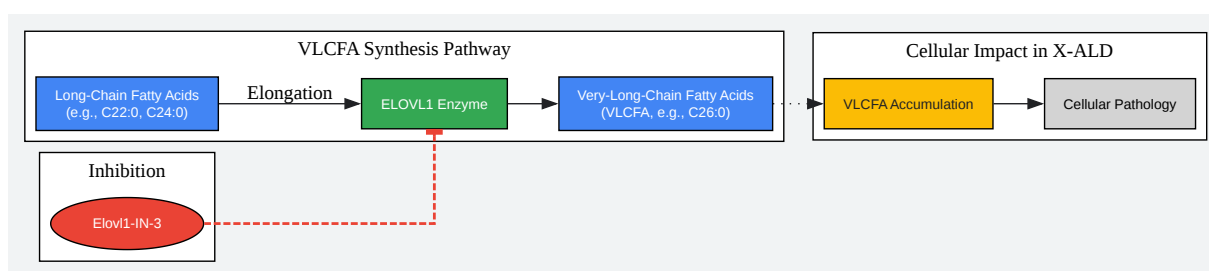 VLCFA Synthesis Pathway
Long-Chain Fatty Acids
(e.g., C22:0, C24:0)
Elongation
ELOVL1 Enzyme
Very-Long-Chain Fatty Acids
(VLCFA, e.g., C26:0)
Cellular Impact in X-ALD
VLCFA Accumulation
Cellular Pathology
Inhibition
Elovl1-IN-3